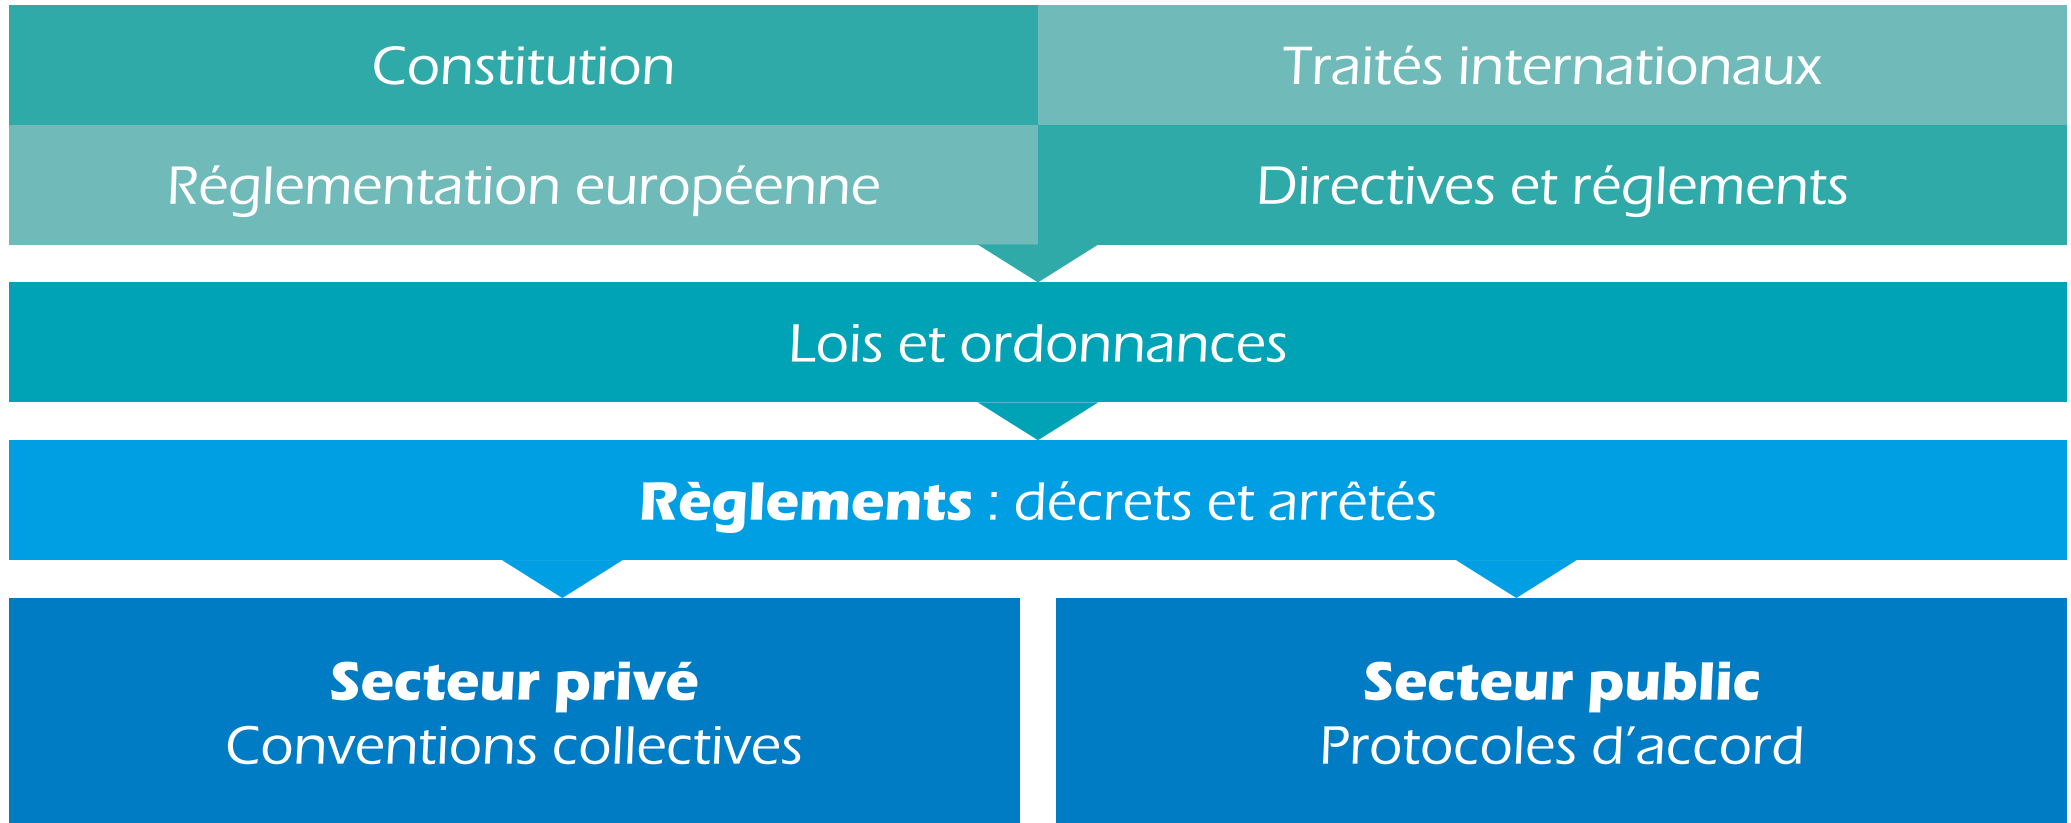 Constitution
Traités internationaux
Réglementation européenne
Directives et réglements
Lois et ordonnances
Règlements : décrets et arrêtés
Secteur privé
Conventions collectives
Secteur public
Protocoles d’accord